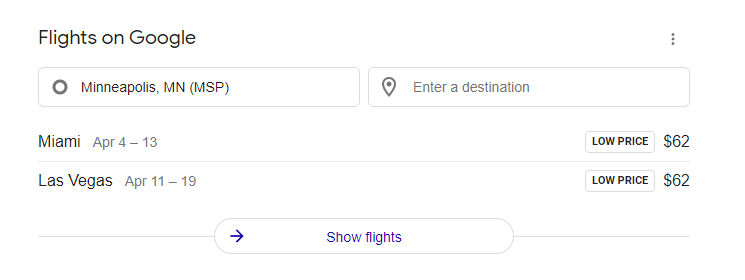 Flights on Google
Minneapolis, MN (MSP) Enter a destination
Miami Apr 4 – 13 LOW PRICE $62
Las Vegas Apr 11 – 19 LOW PRICE $62
Show flights